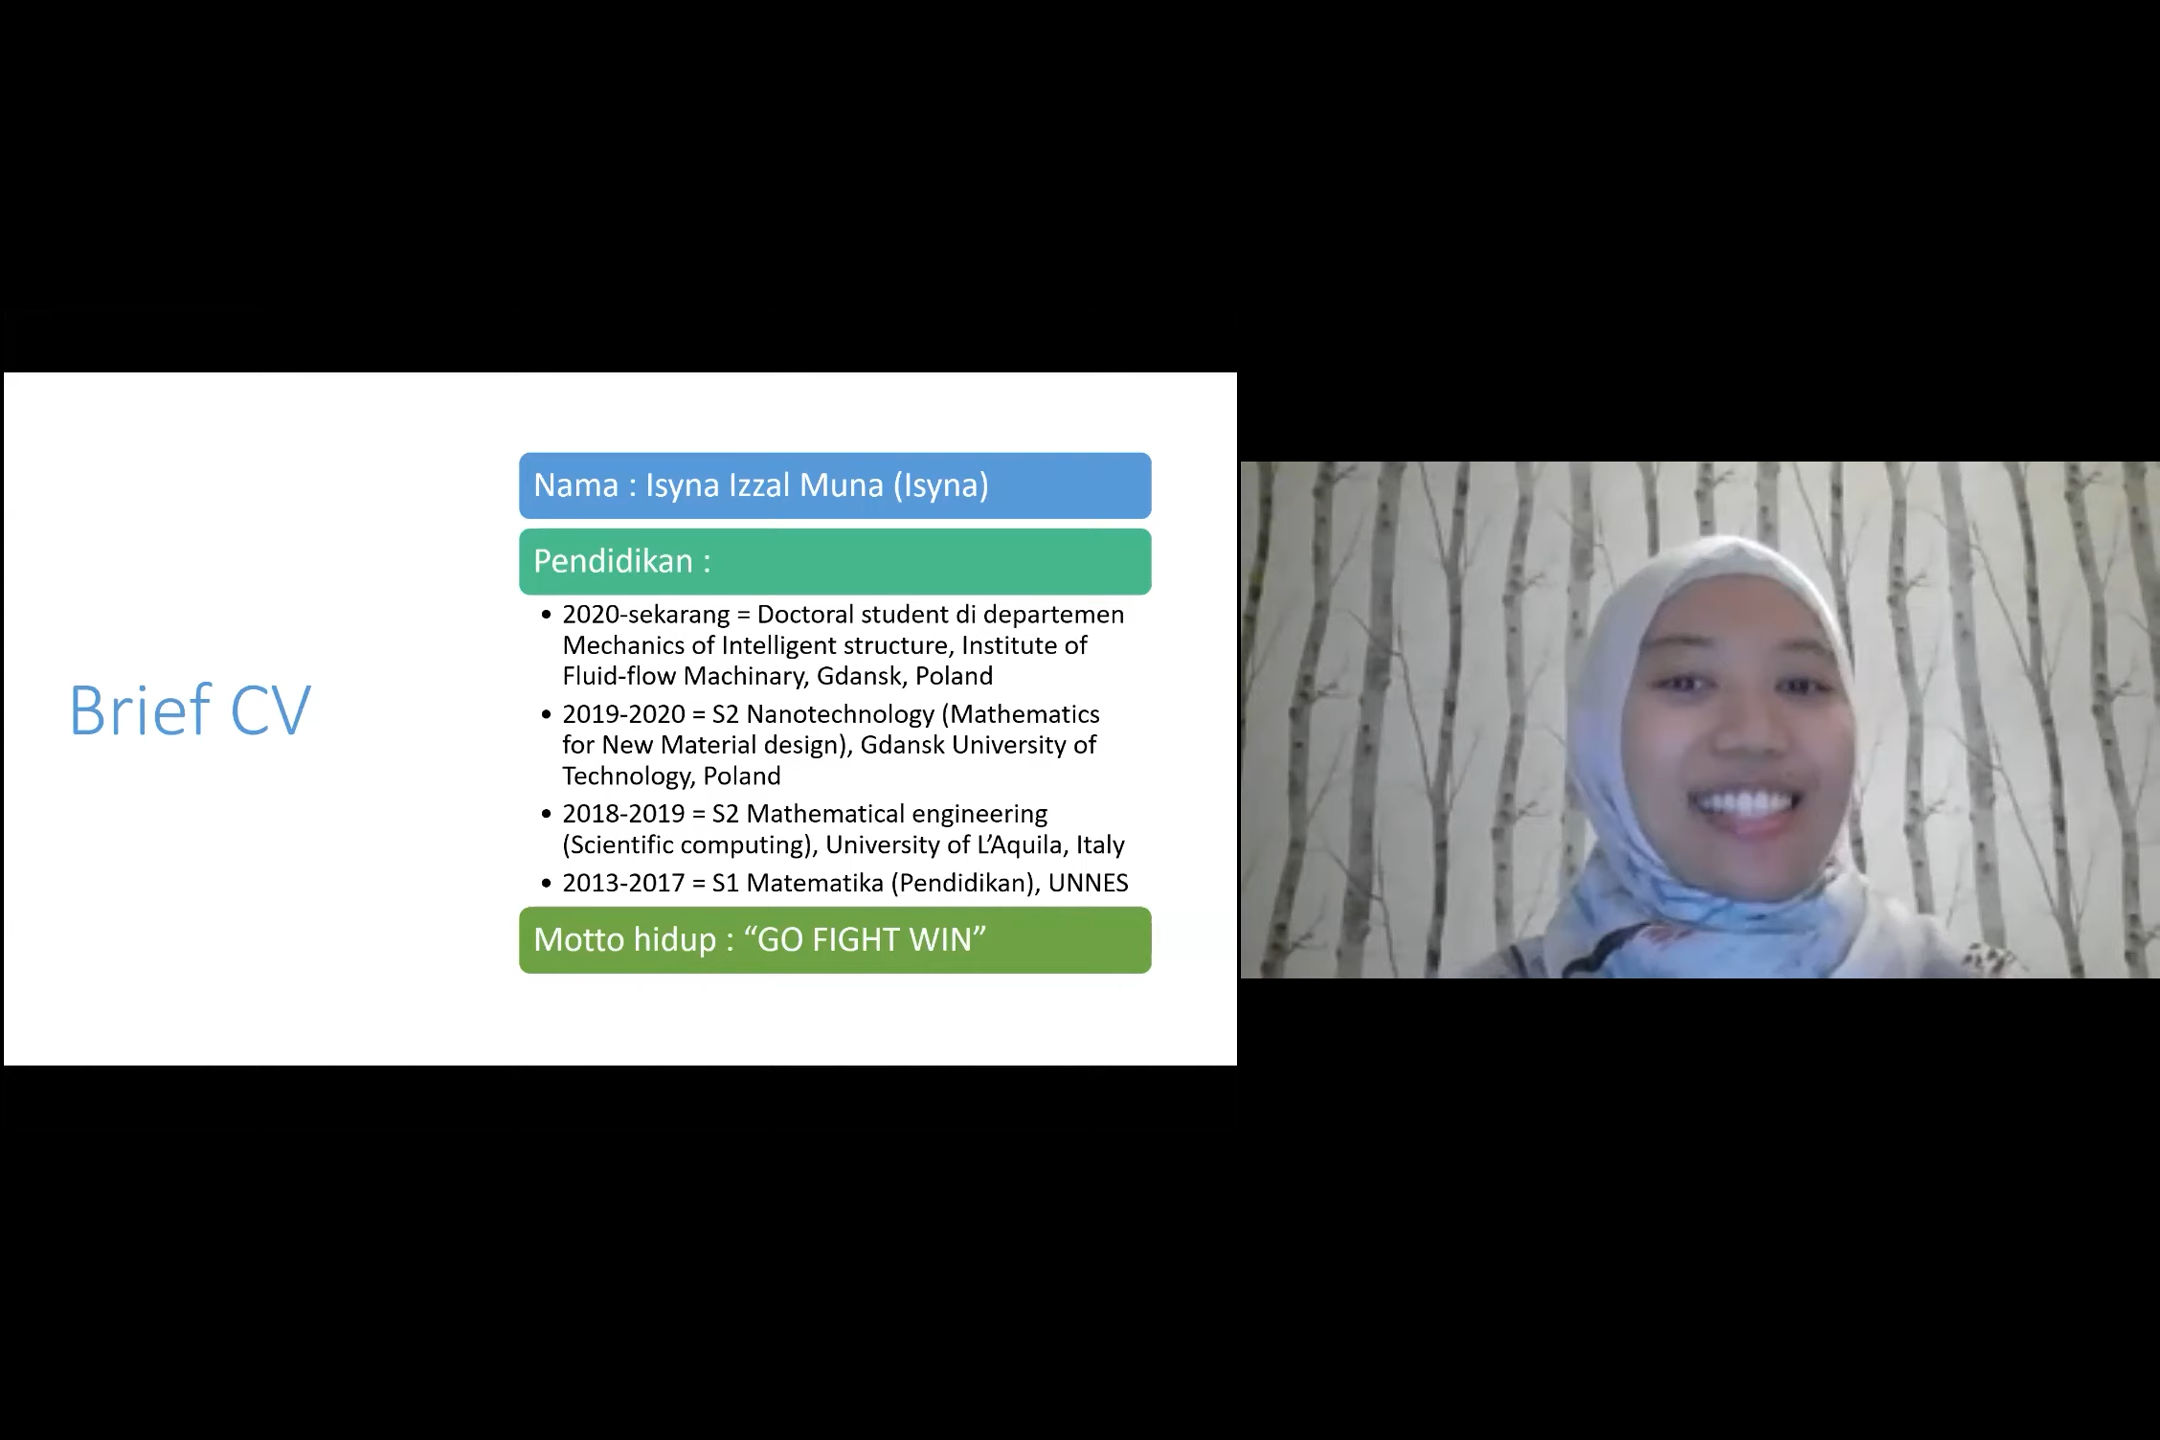 Brief CV
Nama : Isyna Izzal Muna (Isyna)
Pendidikan :
• 2020-sekarang = Doctoral student di departemen
Mechanics of Intelligent structure, Institute of
Fluid-flow Machinary, Gdansk, Poland
• 2019-2020 = S2 Nanotechnology (Mathematics
for New Material design), Gdansk University of
Technology, Poland
• 2018-2019 = S2 Mathematical engineering
(Scientific computing), University of L’Aquila, Italy
• 2013-2017 = S1 Matematika (Pendidikan), UNNES
Motto hidup : “GO FIGHT WIN”